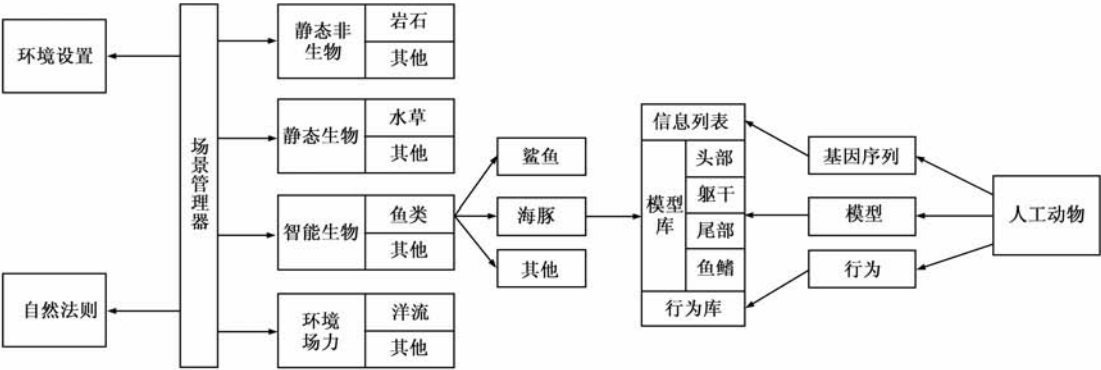 环境设置
自然法则
场景管理器
静态非
生物
岩石
其他
静态生物
水草
其他
智能生物
鱼类
其他
环境
场力
洋流
其他
鲨鱼
海豚
其他
信息列表
模型
库
头部
躯干
尾部
鱼鳍
行为库
基因序列
模型
行为
人工动物